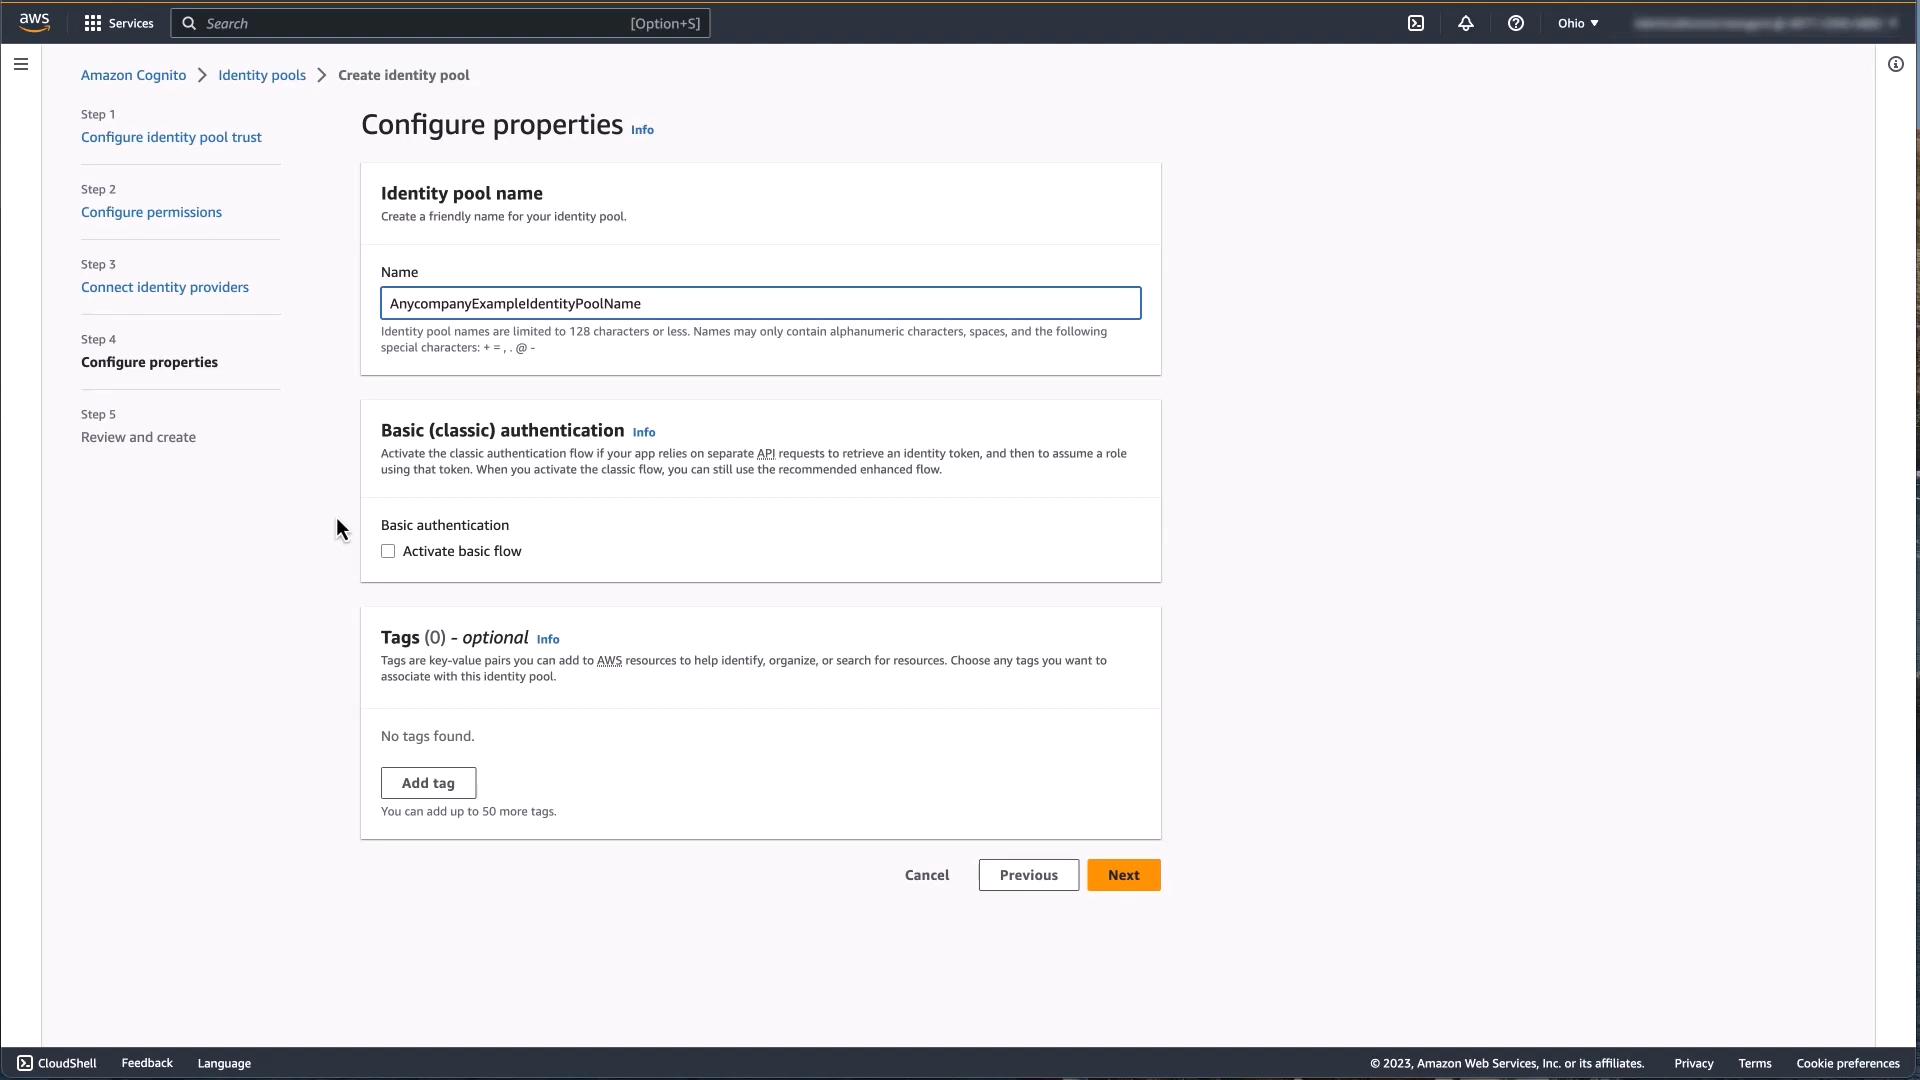 aws
Services
Search
[Option+S]
Ohio
Amazon Cognito
Identity pools
Create identity pool
Step 1
Configure identity pool trust
Step 2
Configure permissions
Step 3
Connect identity providers
Step 4
Configure properties
Step 5
Review and create
Configure properties Info
Identity pool name
Create a friendly name for your identity pool.
Name
AnycompanyExampleIdentityPoolName
Identity pool names are limited to 128 characters or less. Names may only contain alphanumeric characters, spaces, and the following
special characters: + = , . @ -
Basic (classic) authentication Info
Activate the classic authentication flow if your app relies on separate API requests to retrieve an identity token, and then to assume a role
using that token. When you activate the classic flow, you can still use the recommended enhanced flow.
Basic authentication
Activate basic flow
Tags (0) - optional Info
Tags are key-value pairs you can add to AWS resources to help identify, organize, or search for resources. Choose any tags you want to
associate with this identity pool.
No tags found.
Add tag
You can add up to 50 more tags.
Cancel
Previous
Next
CloudShell
Feedback
Language
© 2023, Amazon Web Services, Inc. or its affiliates.
Privacy
Terms
Cookie preferences